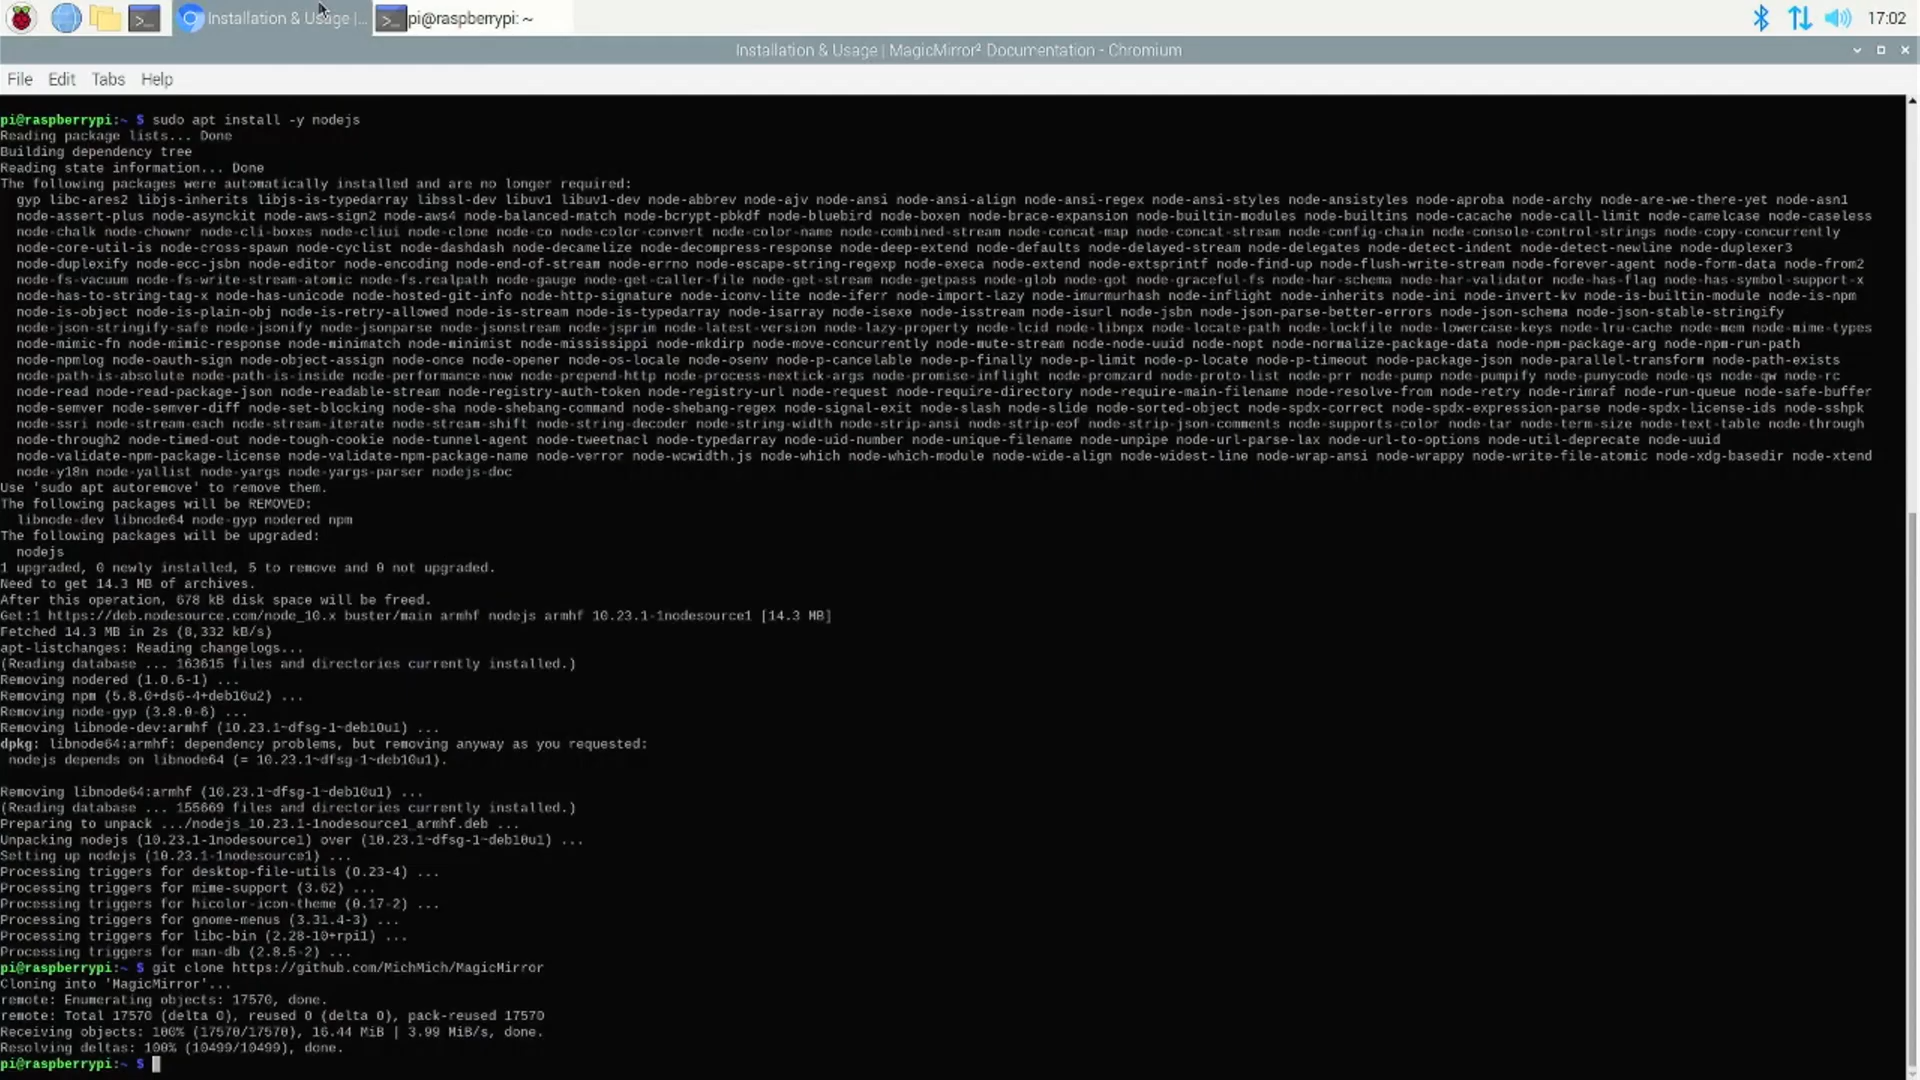 Installation & Usage |...
pi@raspberrypi: ~
17:02
Installation & Usage | MagicMirror² Documentation - Chromium
File Edit Tabs Help
pi@raspberrypi:~ $ sudo apt install -y nodejs
Reading package lists... Done
Building dependency tree
Reading state information... Done
The following packages were automatically installed and are no longer required:
gyp libc-ares2 libjs-inherits libjs-is-typedarray libssl-dev libuv1 libuv1-dev node-abbrev node-ajv node-ansi node-ansi-align node-ansi-regex node-ansi-styles node-ansistyles node-aproba node-archy node-are-we-there-yet node-asn1
node-assert-plus node-asynckit node-aws-sign2 node-aws4 node-balanced-match node-bcrypt-pbkdf node-bluebird node-boxen node-brace-expansion node-builtin-modules node-builtins node-cacache node-call-limit node-camelcase node-caseless
node-chalk node-chownr node-cli-boxes node-cliui node-clone node-co node-color-convert node-color-name node-combined-stream node-concat-map node-concat-stream node-config-chain node-console-control-strings node-copy-concurrently
node-core-util-is node-cross-spawn node-cyclist node-dashdash node-decamelize node-decompress-response node-deep-extend node-defaults node-delayed-stream node-delegates node-detect-indent node-detect-newline node-duplexer3
node-duplexify node-ecc-jsbn node-editor node-encoding node-end-of-stream node-errno node-escape-string-regexp node-execa node-extend node-extsprintf node-find-up node-flush-write-stream node-forever-agent node-form-data node-from2
node-fs-vacuum node-fs-write-stream-atomic node-fs.realpath node-gauge node-get-caller-file node-get-stream node-getpass node-glob node-got node-graceful-fs node-har-schema node-har-validator node-has-flag node-has-symbol-support-x
node-has-to-string-tag-x node-has-unicode node-hosted-git-info node-http-signature node-iconv-lite node-iferr node-import-lazy node-imurmurhash node-inflight node-inherits node-ini node-invert-kv node-is-builtin-module node-is-npm
node-is-object node-is-plain-obj node-is-retry-allowed node-is-stream node-is-typedarray node-isarray node-isexe node-isstream node-isurl node-jsbn node-json-parse-better-errors node-json-schema node-json-stable-stringify
node-json-stringify-safe node-jsonify node-jsonparse node-jsonstream node-jsprim node-latest-version node-lazy-property node-lcid node-libnpx node-locate-path node-lockfile node-lowercase-keys node-lru-cache node-mem node-mime-types
node-mimic-fn node-mimic-response node-minimatch node-minimist node-mississippi node-mkdirp node-move-concurrently node-mute-stream node-node-uuid node-nopt node-normalize-package-data node-npm-package-arg node-npm-run-path
node-npmlog node-oauth-sign node-object-assign node-once node-opener node-os-locale node-osenv node-p-cancelable node-p-finally node-p-limit node-p-locate node-p-timeout node-package-json node-parallel-transform node-path-exists
node-path-is-absolute node-path-is-inside node-performance-now node-prepend-http node-process-nextick-args node-promise-inflight node-promzard node-proto-list node-prr node-pump node-pumpify node-punycode node-qs node-qw node-rc
node-read node-read-package-json node-readable-stream node-registry-auth-token node-registry-url node-request node-require-directory node-require-main-filename node-resolve-from node-retry node-rimraf node-run-queue node-safe-buffer
node-semver node-semver-diff node-set-blocking node-sha node-shebang-command node-shebang-regex node-signal-exit node-slash node-slide node-sorted-object node-spdx-correct node-spdx-expression-parse node-spdx-license-ids node-sshpk
node-ssri node-stream-each node-stream-iterate node-stream-shift node-string-decoder node-string-width node-strip-ansi node-strip-eof node-strip-json-comments node-supports-color node-tar node-term-size node-text-table node-through
node-through2 node-timed-out node-tough-cookie node-tunnel-agent node-tweetnacl node-typedarray node-uid-number node-unique-filename node-unpipe node-url-parse-lax node-url-to-options node-util-deprecate node-uuid
node-validate-npm-package-license node-validate-npm-package-name node-verror node-wcwidth.js node-which node-which-module node-wide-align node-widest-line node-wrap-ansi node-wrappy node-write-file-atomic node-xdg-basedir node-xtend
node-y18n node-yallist node-yargs node-yargs-parser nodejs-doc
Use 'sudo apt autoremove' to remove them.
The following packages will be REMOVED:
libnode-dev libnode64 node-gyp nodered npm
The following packages will be upgraded:
nodejs
1 upgraded, 0 newly installed, 5 to remove and 0 not upgraded.
Need to get 14.3 MB of archives.
After this operation, 678 kB disk space will be freed.
Get:1 https://deb.nodesource.com/node_10.x buster/main armhf nodejs armhf 10.23.1-1nodesource1 [14.3 MB]
Fetched 14.3 MB in 2s (8,332 kB/s)
apt-listchanges: Reading changelogs...
(Reading database ... 163615 files and directories currently installed.)
Removing nodered (1.0.6-1) ...
Removing npm (5.8.0+ds6-4+deb10u2) ...
Removing node-gyp (3.8.0-6) ...
Removing libnode-dev:armhf (10.23.1~dfsg-1~deb10u1) ...
dpkg: libnode64:armhf: dependency problems, but removing anyway as you requested:
nodejs depends on libnode64 (= 10.23.1~dfsg-1~deb10u1).
Removing libnode64:armhf (10.23.1~dfsg-1~deb10u1) ...
(Reading database ... 155669 files and directories currently installed.)
Preparing to unpack .../nodejs_10.23.1-1nodesource1_armhf.deb ...
Unpacking nodejs (10.23.1-1nodesource1) over (10.23.1~dfsg-1~deb10u1) ...
Setting up nodejs (10.23.1-1nodesource1) ...
Processing triggers for desktop-file-utils (0.23-4) ...
Processing triggers for mime-support (3.62) ...
Processing triggers for hicolor-icon-theme (0.17-2) ...
Processing triggers for gnome-menus (3.31.4-3) ...
Processing triggers for libc-bin (2.28-10+rpi1) ...
Processing triggers for man-db (2.8.5-2) ...
pi@raspberrypi:~ $ git clone https://github.com/MichMich/MagicMirror
Cloning into 'MagicMirror'...
remote: Enumerating objects: 17570, done.
remote: Total 17570 (delta 0), reused 0 (delta 0), pack-reused 17570
Receiving objects: 100% (17570/17570), 16.44 MiB | 3.99 MiB/s, done.
Resolving deltas: 100% (10499/10499), done.
pi@raspberrypi:~ $